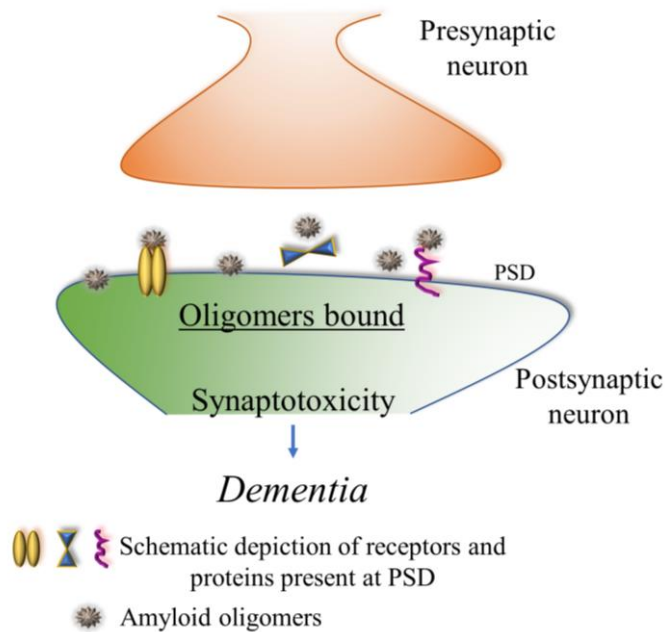 Presynaptic
neuron
PSD
Oligomers bound
Synaptotoxicity
Postsynaptic
neuron
Dementia
Schematic depiction of receptors and
proteins present at PSD
Amyloid oligomers